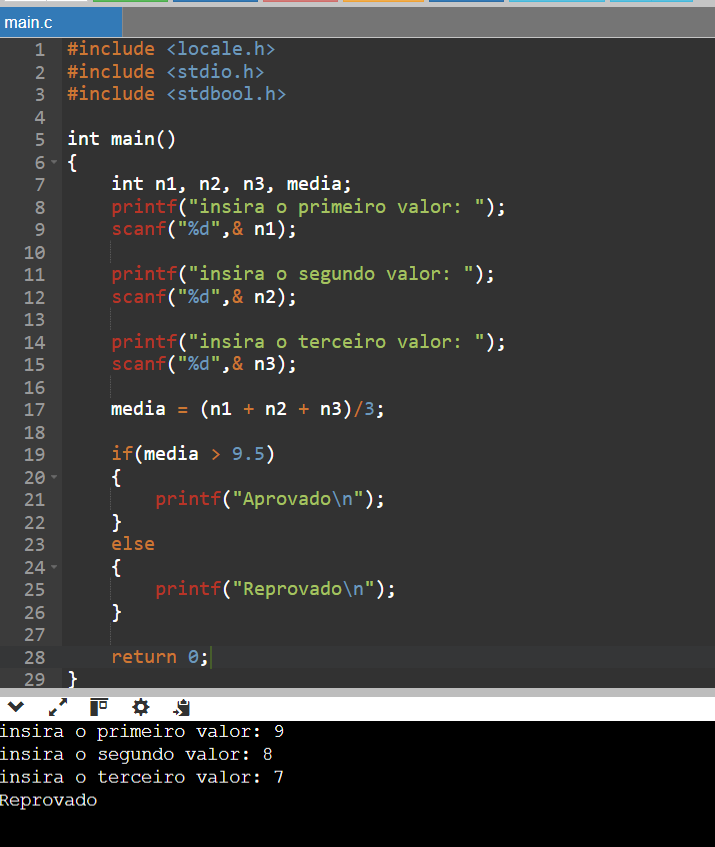 main.c
1 #include <locale.h>
2 #include <stdio.h>
3 #include <stdbool.h>
4
5 int main()
6 {
7     int n1, n2, n3, media;
8     printf("insira o primeiro valor: ");
9     scanf("%d",& n1);
10
11     printf("insira o segundo valor: ");
12     scanf("%d",& n2);
13
14     printf("insira o terceiro valor: ");
15     scanf("%d",& n3);
16
17     media = (n1 + n2 + n3)/3;
18
19     if(media > 9.5)
20     {
21         printf("Aprovado\n");
22     }
23     else
24     {
25         printf("Reprovado\n");
26     }
27
28     return 0;
29 }
insira o primeiro valor: 9
insira o segundo valor: 8
insira o terceiro valor: 7
Reprovado